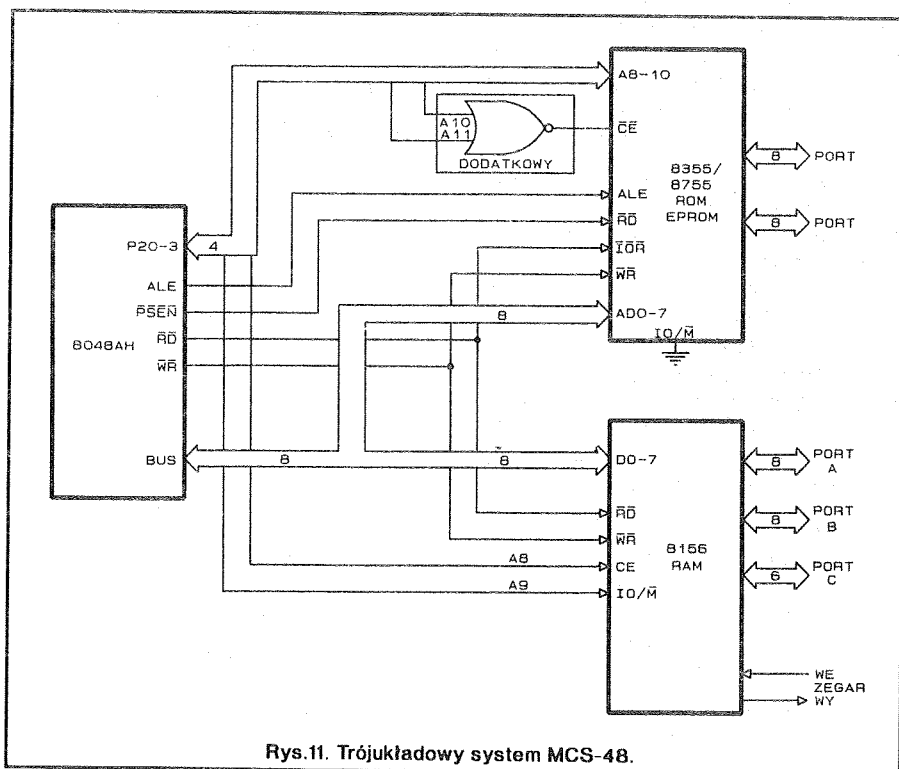 A8-10
A10
A11
DODATKOWY
CE
8355/
8755
ROM
EPROM
8
PORT
ALE
RD
8
PORT
IOR
WR
8
AD0-7
IO/M
P20-3
4
ALE
PSEN
RD
8048AH
WR
BUS
8
8
D0-7
8
PORT
A
RD
8
PORT
B
WR
8156
RAM
A8
CE
6
PORT
C
A9
IO/M
WE
ZEGAR
WY
Rys.11. Trójukładowy system MCS-48.